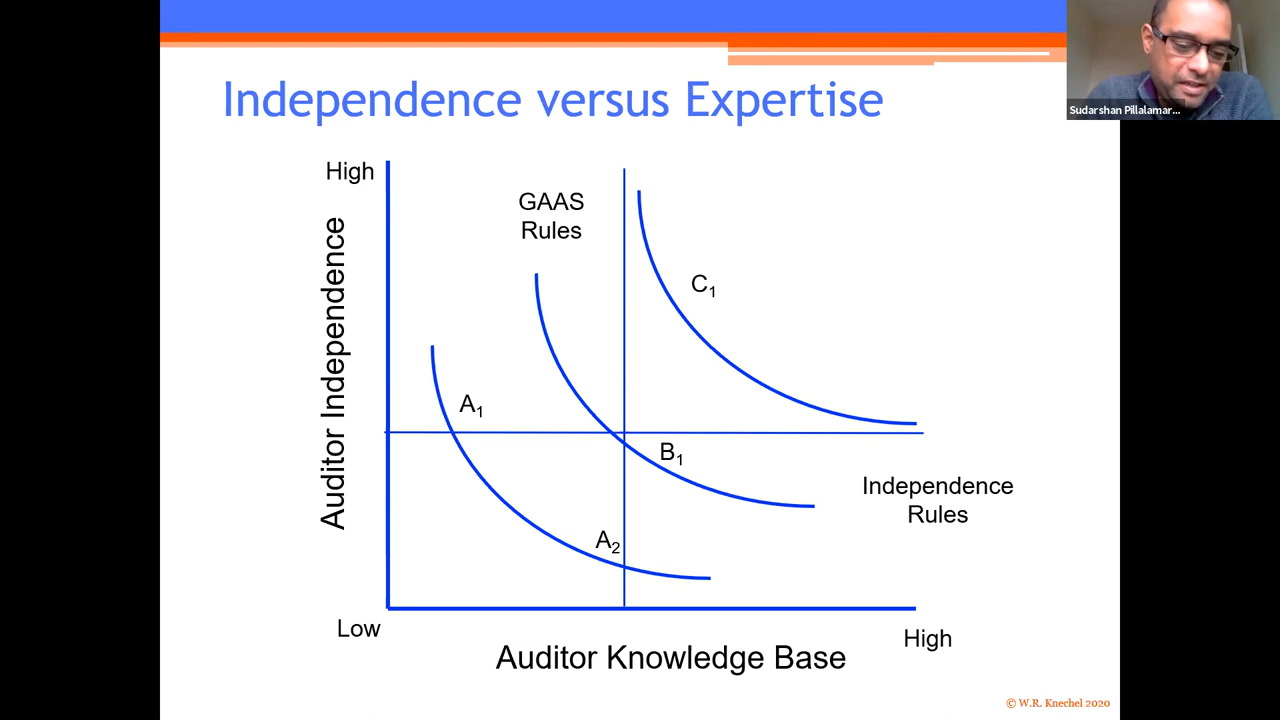 Independence versus Expertise
Sudarshan Pillalamar...
High
GAAS
Rules
C1
Auditor Independence
A1
B1
Independence
Rules
A2
Low
High
Auditor Knowledge Base
© W.R. Knechel 2020